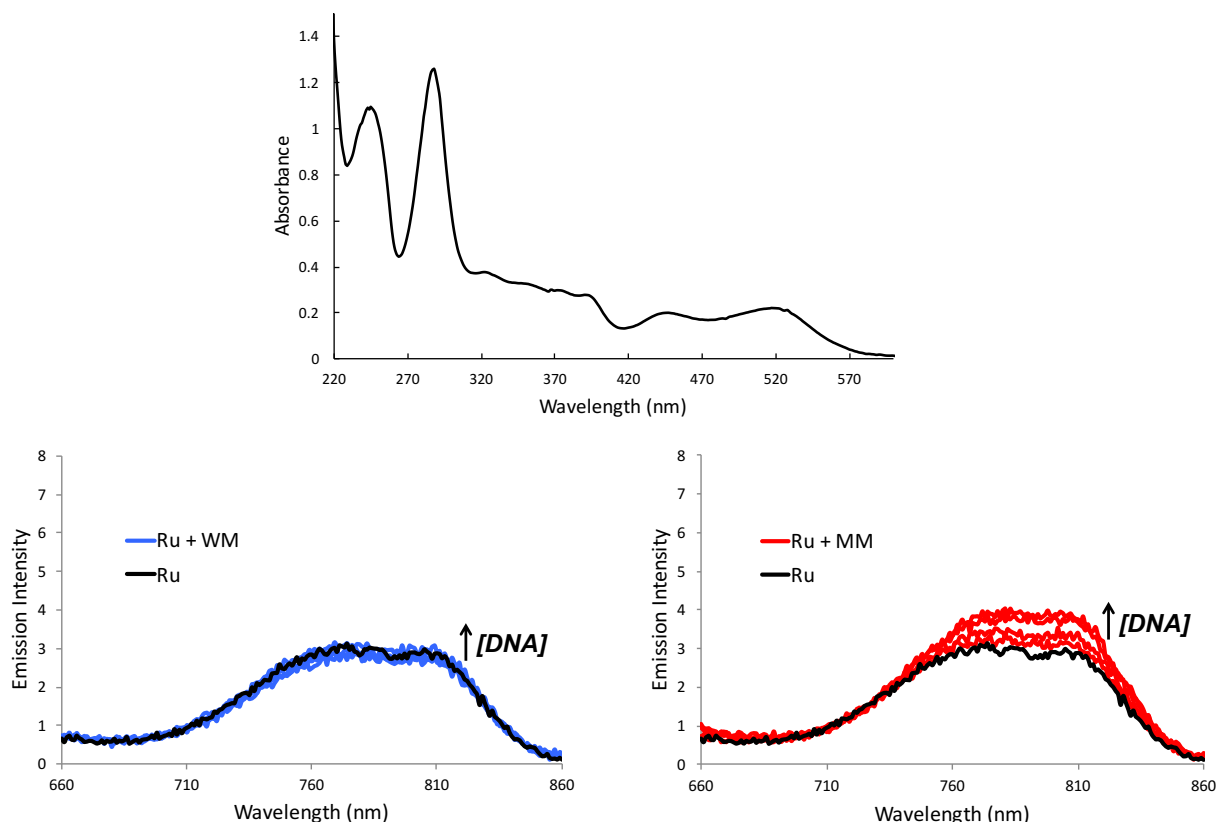 1.4
1.2
1
0.8
0.6
0.4
0.2
0
Absorbance
220 270 320 370 420 470 520 570
Wavelength (nm)
8
7
6
5
4
3
2
1
0
Emission Intensity
Ru + WM
Ru
[DNA]
660 710 760 810 860
Wavelength (nm)
8
7
6
5
4
3
2
1
0
Emission Intensity
Ru + MM
Ru
[DNA]
660 710 760 810 860
Wavelength (nm)